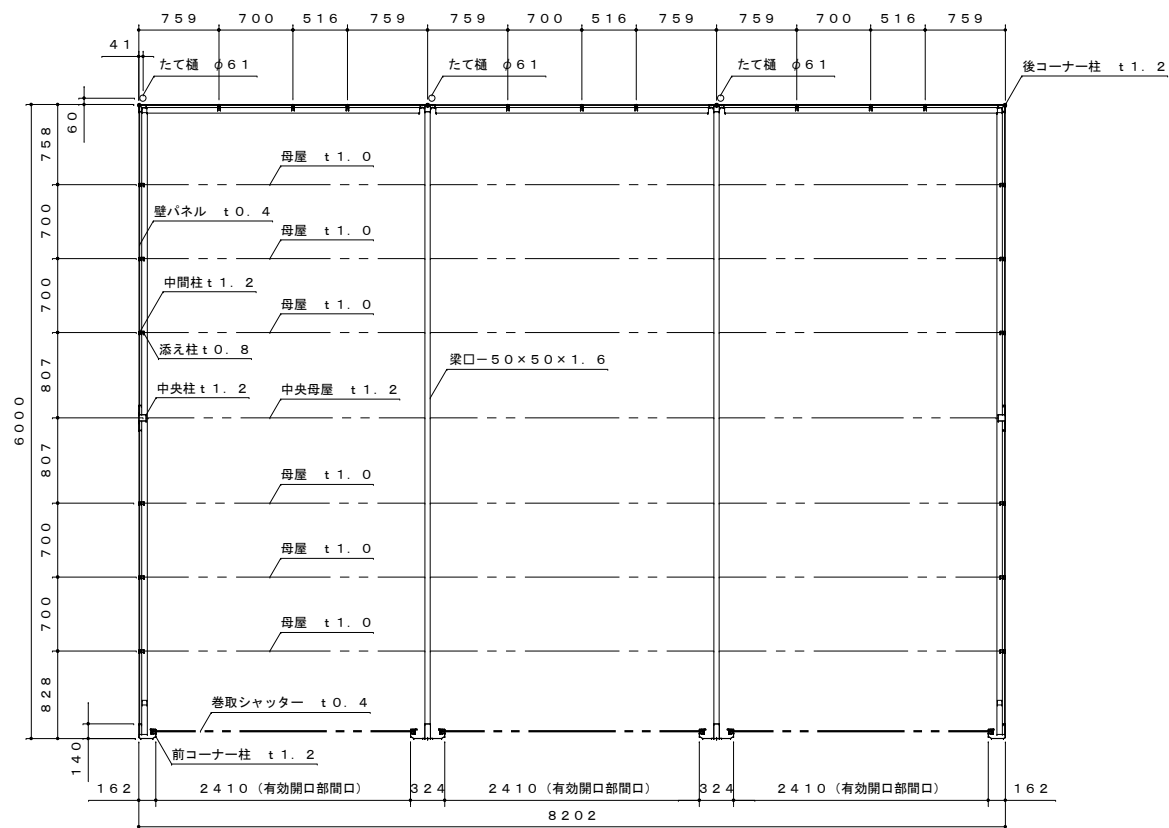 ７５９ ７００ ５１６ ７５９ ７５９ ７００ ５１６ ７５９ ７５９ ７００ ５１６ ７５９
４１
たて樋 φ６１ たて樋 φ６１ たて樋 φ６１
後コーナー柱 ｔ１．２
６０
７５８
母屋 ｔ１．０
７００
壁パネル ｔ０．４
母屋 ｔ１．０
７００
中間柱ｔ１．２
母屋 ｔ１．０
添え柱ｔ０．８
８０７
梁ロ－５０×５０×１．６
中央柱ｔ１．２
中央母屋 ｔ１．２
６０００
８０７
母屋 ｔ１．０
７００
母屋 ｔ１．０
７００
母屋 ｔ１．０
８２８
巻取シャッター ｔ０．４
１４０
前コーナー柱 ｔ１．２
１６２ ２４１０（有効開口部間口） ３２４ ２４１０（有効開口部間口） ３２４ ２４１０（有効開口部間口） １６２
８２０２